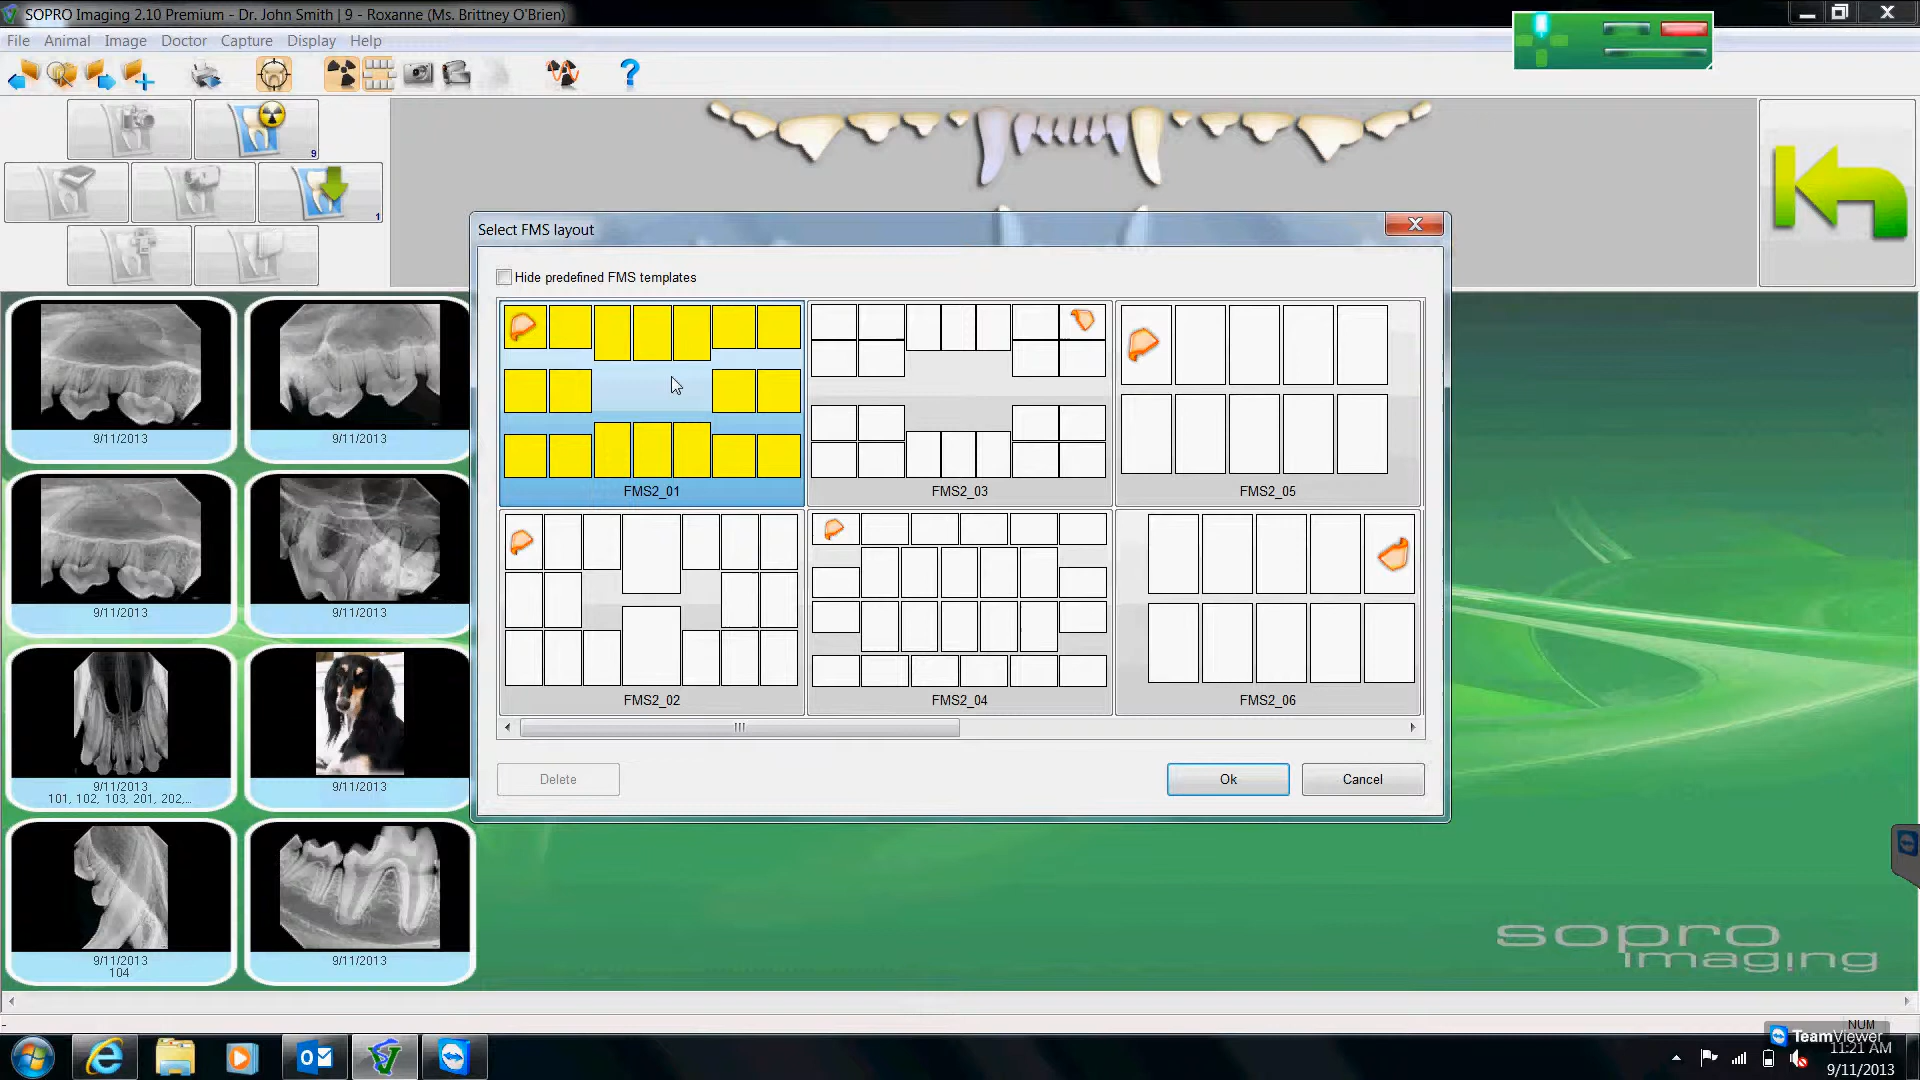 SOPRO Imaging 2.10 Premium - Dr. John Smith | 9 - Roxanne (Ms. Brittney O'Brien)
File Animal Image Doctor Capture Display Help
9
1
Select FMS layout
Hide predefined FMS templates
FMS2_01 FMS2_03 FMS2_05
FMS2_02 FMS2_04 FMS2_06
Delete Ok Cancel
9/11/2013 9/11/2013
9/11/2013 9/11/2013
9/11/2013 9/11/2013
101, 102, 103, 201, 202,...
9/11/2013 9/11/2013
104
sopro
imaging
NUM
TeamViewer
11:21 AM
9/11/2013